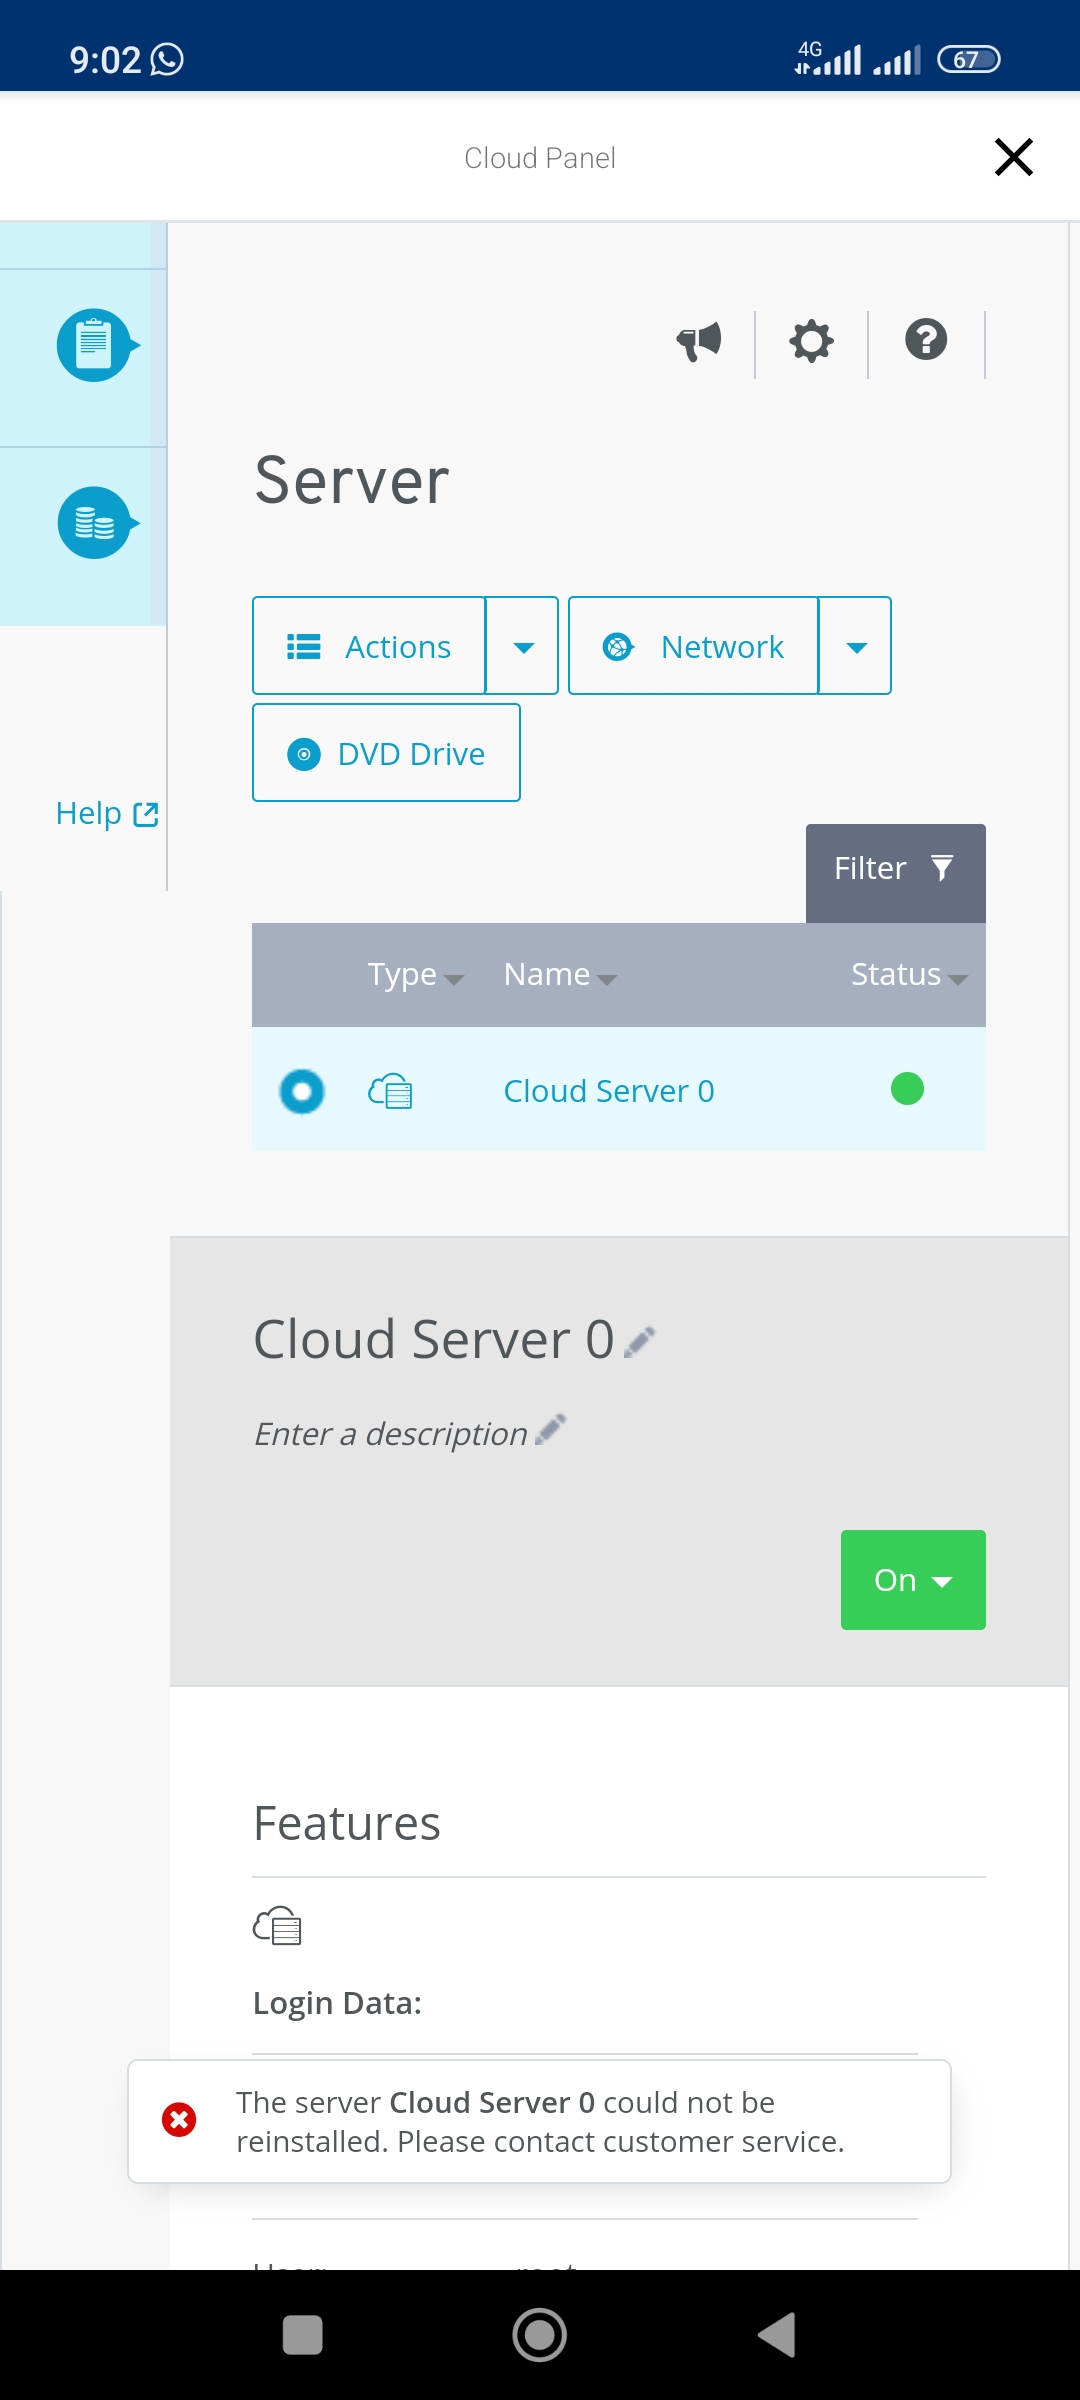 9:02
4G
67
Cloud Panel
Server
Actions
Network
DVD Drive
Help
Filter
Type Name Status
Cloud Server 0
Cloud Server 0
Enter a description
On
Features
Login Data:
The server Cloud Server 0 could not be
reinstalled. Please contact customer service.
User root